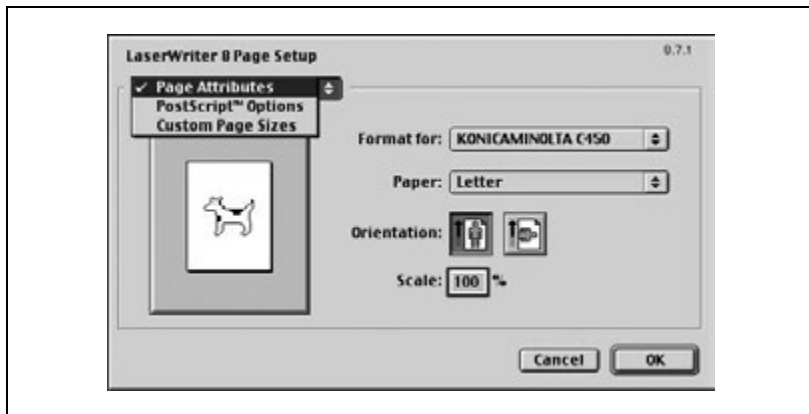 LaserWriter 8 Page Setup
8.7.1
✓ Page Attributes
PostScript™ Options
Custom Page Sizes
Format for: KONICAMINOLTA C450
Paper: Letter
Orientation:
Scale: 100 %
Cancel OK